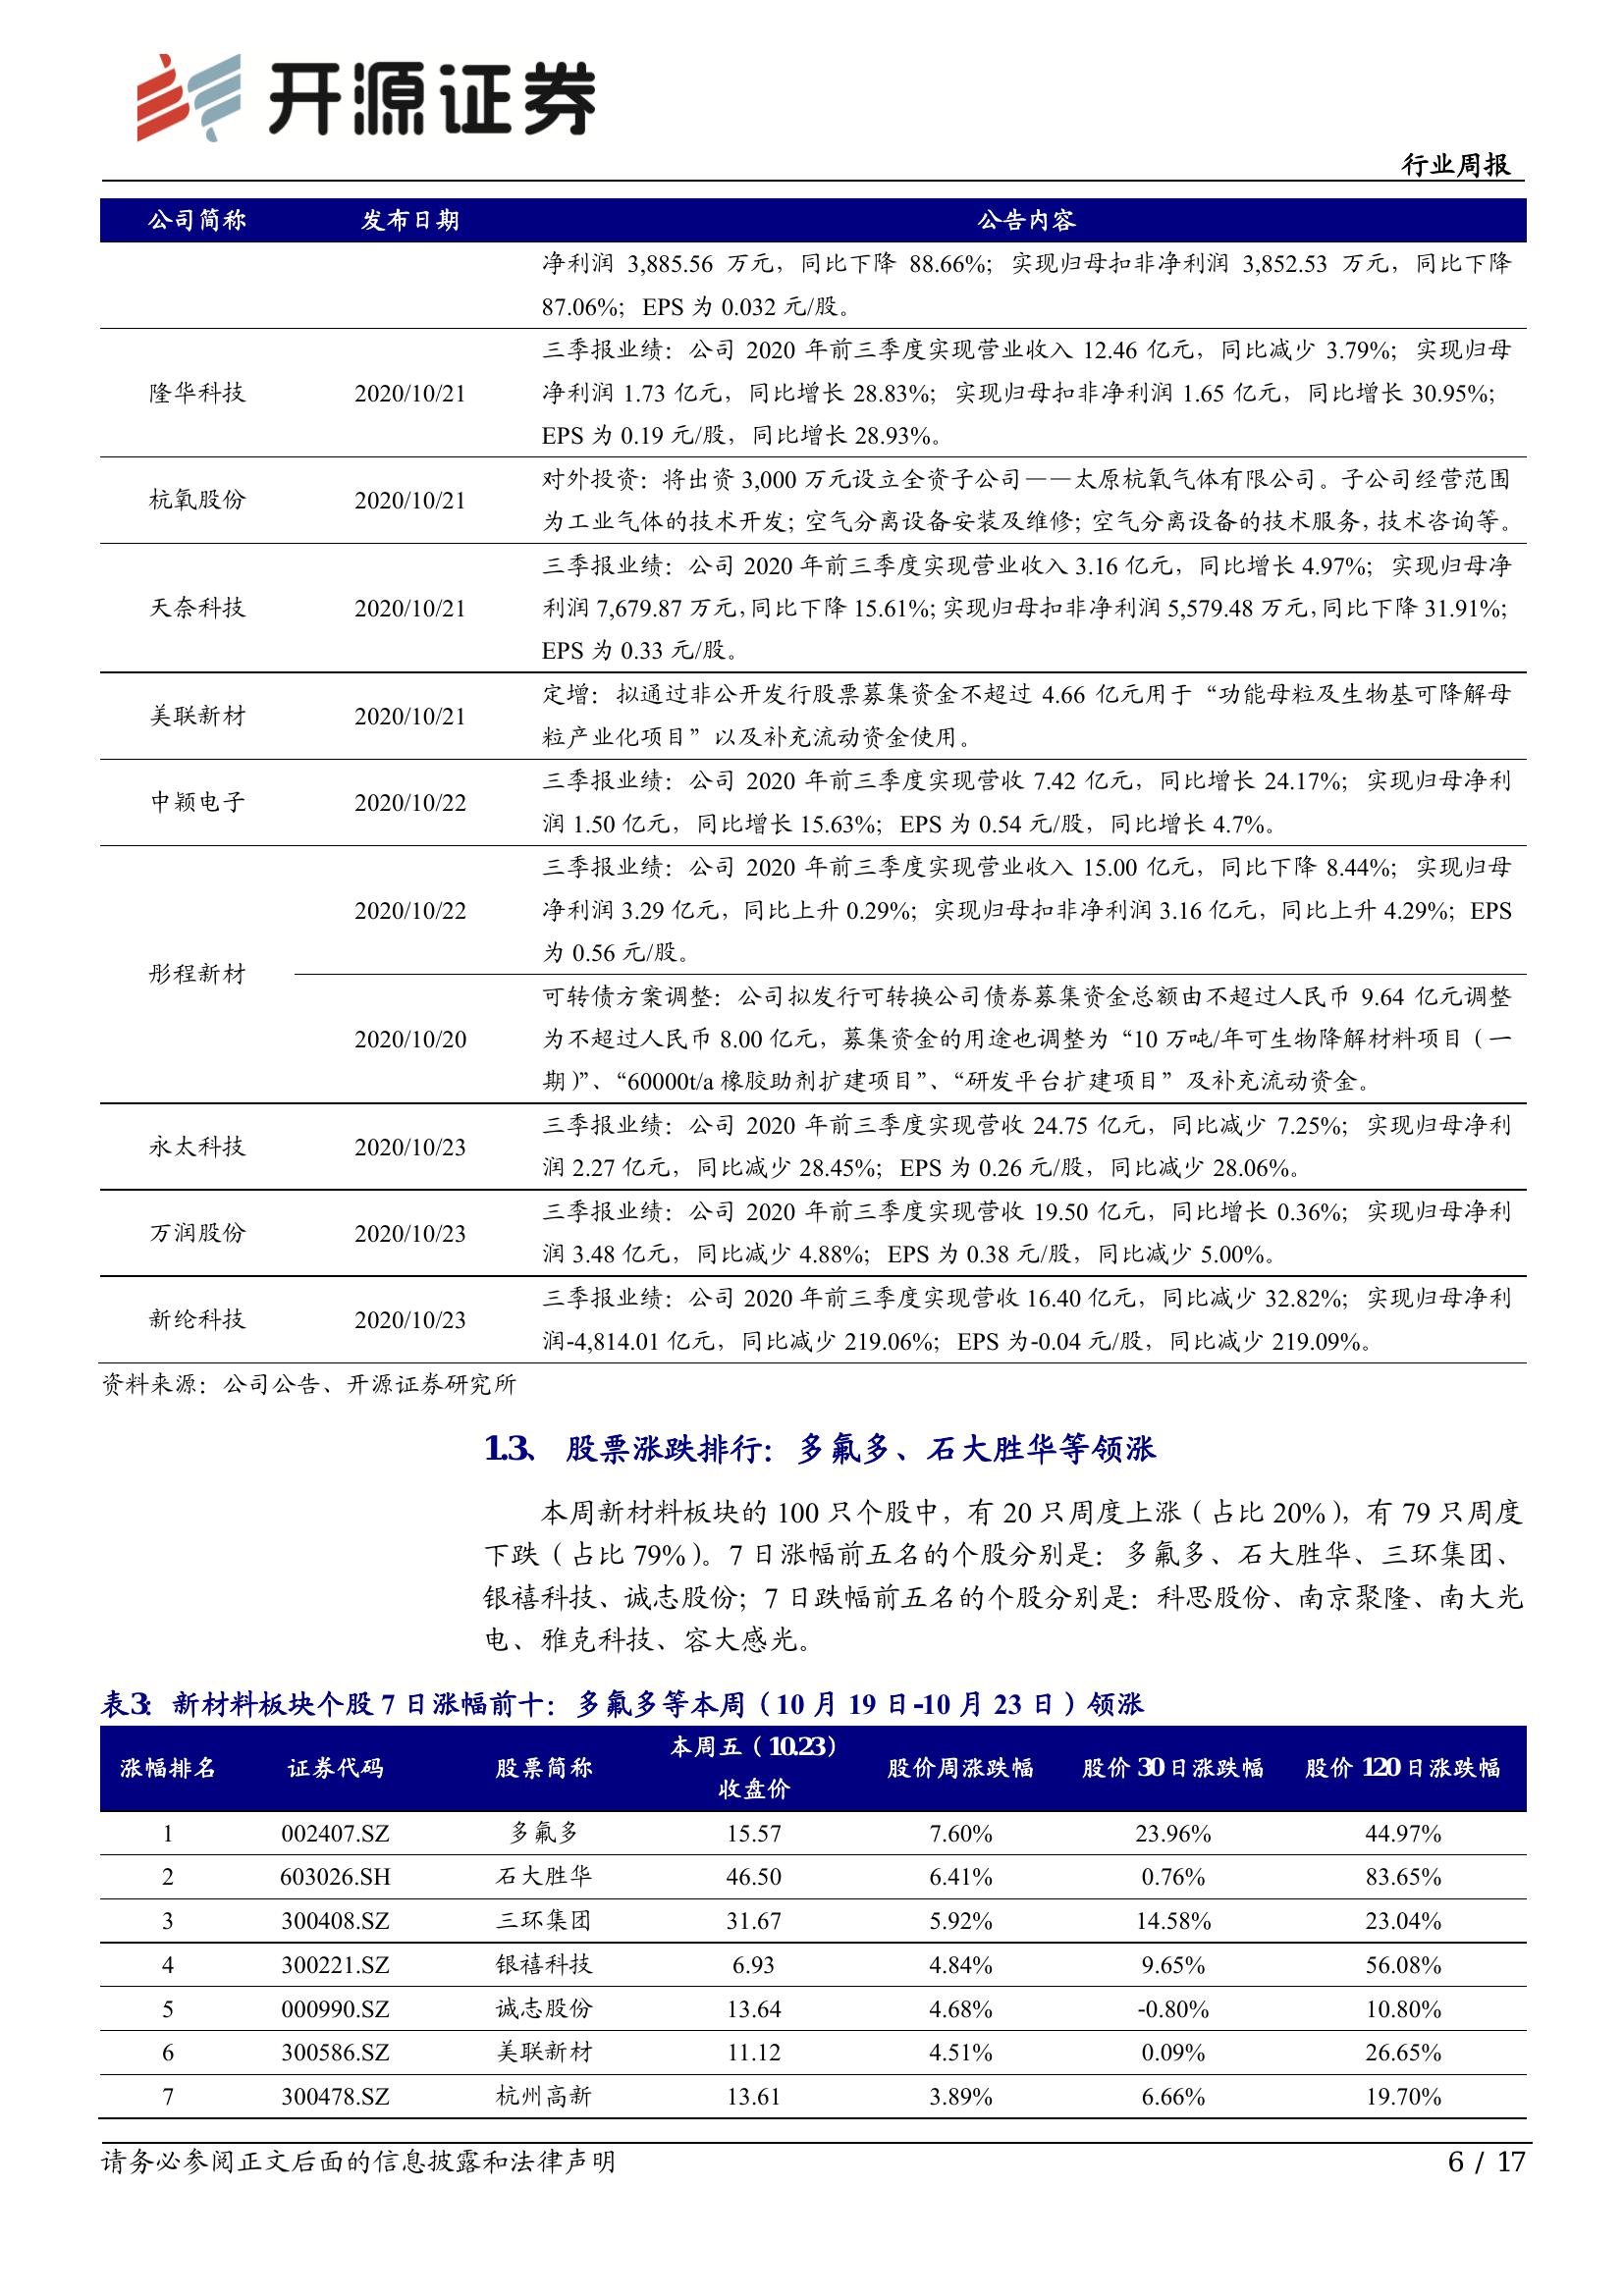 开源证券
行业周报
公司简称 发布日期 公告内容
净利润 3,885.56 万元，同比下降 88.66%；实现归母扣非净利润 3,852.53 万元，同比下降
87.06%；EPS 为 0.032 元/股。
隆华科技 2020/10/21
三季报业绩：公司 2020 年前三季度实现营业收入 12.46 亿元，同比减少 3.79%；实现归母
净利润 1.73 亿元，同比增长 28.83%；实现归母扣非净利润 1.65 亿元，同比增长 30.95%；
EPS 为 0.19 元/股，同比增长 28.93%。
杭氧股份 2020/10/21
对外投资：将出资 3,000 万元设立全资子公司——太原杭氧气体有限公司。子公司经营范围
为工业气体的技术开发；空气分离设备安装及维修；空气分离设备的技术服务，技术咨询等。
天奈科技 2020/10/21
三季报业绩：公司 2020 年前三季度实现营业收入 3.16 亿元，同比增长 4.97%；实现归母净
利润 7,679.87 万元，同比下降 15.61%；实现归母扣非净利润 5,579.48 万元，同比下降 31.91%；
EPS 为 0.33 元/股。
美联新材 2020/10/21
定增：拟通过非公开发行股票募集资金不超过 4.66 亿元用于“功能母粒及生物基可降解母
粒产业化项目”以及补充流动资金使用。
中颖电子 2020/10/22
三季报业绩：公司 2020 年前三季度实现营收 7.42 亿元，同比增长 24.17%；实现归母净利
润 1.50 亿元，同比增长 15.63%；EPS 为 0.54 元/股，同比增长 4.7%。
彤程新材
2020/10/22
三季报业绩：公司 2020 年前三季度实现营业收入 15.00 亿元，同比下降 8.44%；实现归母
净利润 3.29 亿元，同比上升 0.29%；实现归母扣非净利润 3.16 亿元，同比上升 4.29%；EPS
为 0.56 元/股。
2020/10/20
可转债方案调整：公司拟发行可转换公司债券募集资金总额由不超过人民币 9.64 亿元调整
为不超过人民币 8.00 亿元，募集资金的用途也调整为“10 万吨/年可生物降解材料项目（一
期）”、“60000t/a 橡胶助剂扩建项目”、“研发平台扩建项目”及补充流动资金。
永太科技 2020/10/23
三季报业绩：公司 2020 年前三季度实现营收 24.75 亿元，同比减少 7.25%；实现归母净利
润 2.27 亿元，同比减少 28.45%；EPS 为 0.26 元/股，同比减少 28.06%。
万润股份 2020/10/23
三季报业绩：公司 2020 年前三季度实现营收 19.50 亿元，同比增长 0.36%；实现归母净利
润 3.48 亿元，同比减少 4.88%；EPS 为 0.38 元/股，同比减少 5.00%。
新纶科技 2020/10/23
三季报业绩：公司 2020 年前三季度实现营收 16.40 亿元，同比减少 32.82%；实现归母净利
润-4,814.01 亿元，同比减少 219.06%；EPS 为-0.04 元/股，同比减少 219.09%。
资料来源：公司公告、开源证券研究所
1.3、 股票涨跌排行：多氟多、石大胜华等领涨
本周新材料板块的 100 只个股中，有 20 只周度上涨（占比 20%），有 79 只周度
下跌（占比 79%）。7 日涨幅前五名的个股分别是：多氟多、石大胜华、三环集团、
银禧科技、诚志股份；7 日跌幅前五名的个股分别是：科思股份、南京聚隆、南大光
电、雅克科技、容大感光。
表3：新材料板块个股 7 日涨幅前十：多氟多等本周（10 月 19 日-10 月 23 日）领涨
涨幅排名 证券代码 股票简称 本周五（10.23）收盘价 股价周涨跌幅 股价 30 日涨跌幅 股价 120 日涨跌幅
1 002407.SZ 多氟多 15.57 7.60% 23.96% 44.97%
2 603026.SH 石大胜华 46.50 6.41% 0.76% 83.65%
3 300408.SZ 三环集团 31.67 5.92% 14.58% 23.04%
4 300221.SZ 银禧科技 6.93 4.84% 9.65% 56.08%
5 000990.SZ 诚志股份 13.64 4.68% -0.80% 10.80%
6 300586.SZ 美联新材 11.12 4.51% 0.09% 26.65%
7 300478.SZ 杭州高新 13.61 3.89% 6.66% 19.70%
请务必参阅正文后面的信息披露和法律声明 6 / 17